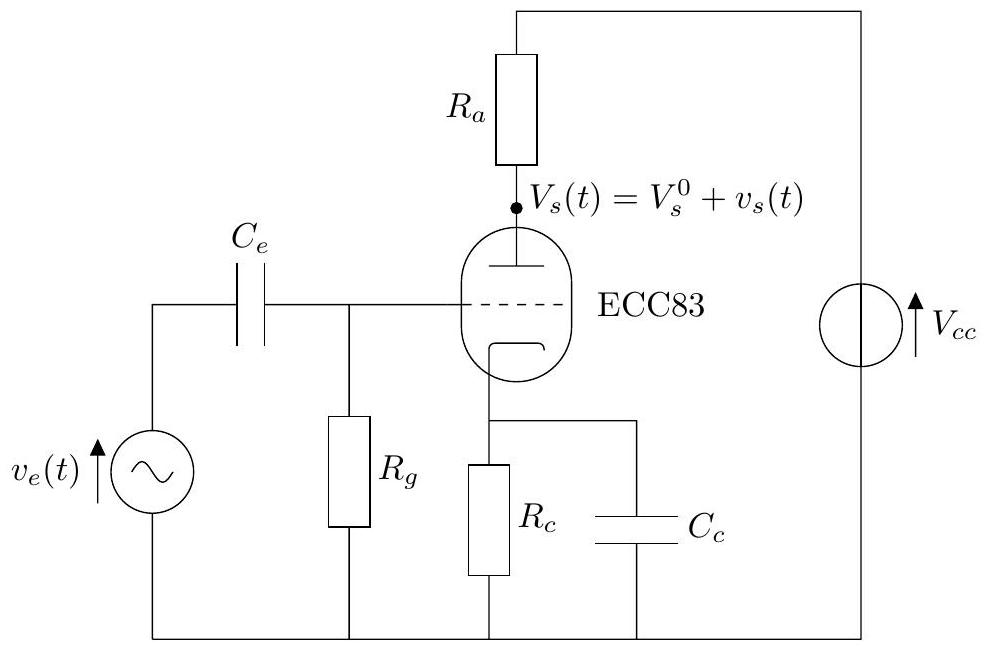 R_a
V_s(t) = V_s^0 + v_s(t)
C_e
ECC83
V_cc
v_e(t)
R_g
R_c
C_c